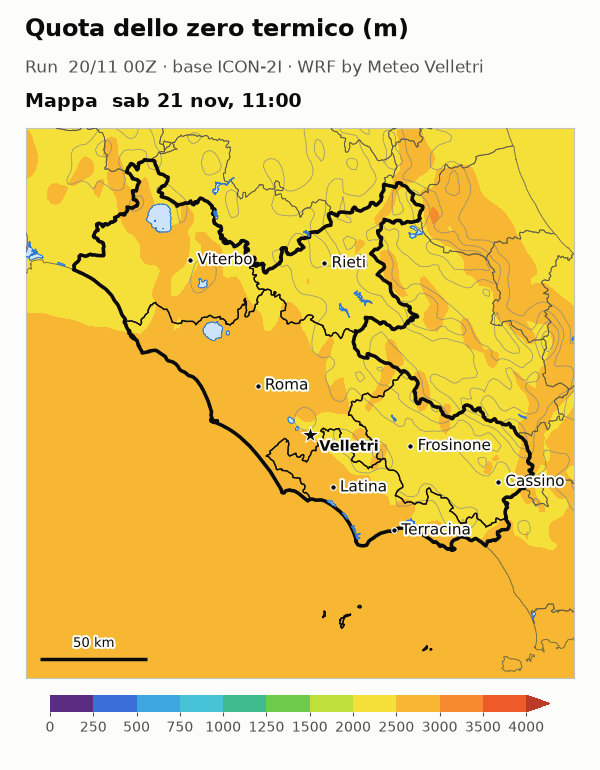 Quota dello zero termico (m)
Run  20/11 00Z · base ICON-2I · WRF by Meteo Velletri
Mappa  sab 21 nov, 11:00
Viterbo
Rieti
Roma
Velletri
Frosinone
Cassino
Latina
Terracina
50 km
0 250 500 750 1000 1250 1500 2000 2500 3000 3500 4000